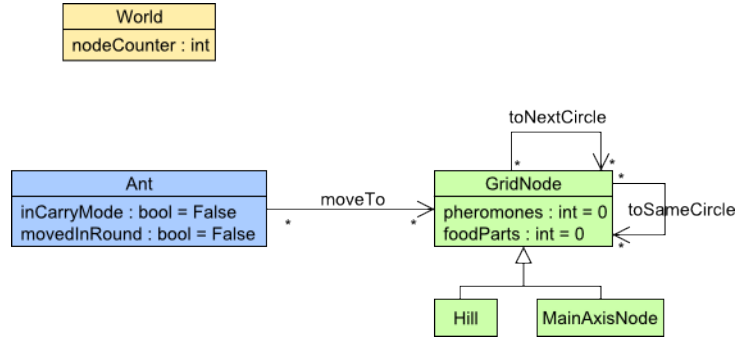 World
nodeCounter : int
toNextCircle
*
*
Ant
inCarryMode : bool = False
movedInRound : bool = False
moveTo
*
*
GridNode
pheromones : int = 0
foodParts : int = 0
*
toSameCircle
*
Hill
MainAxisNode